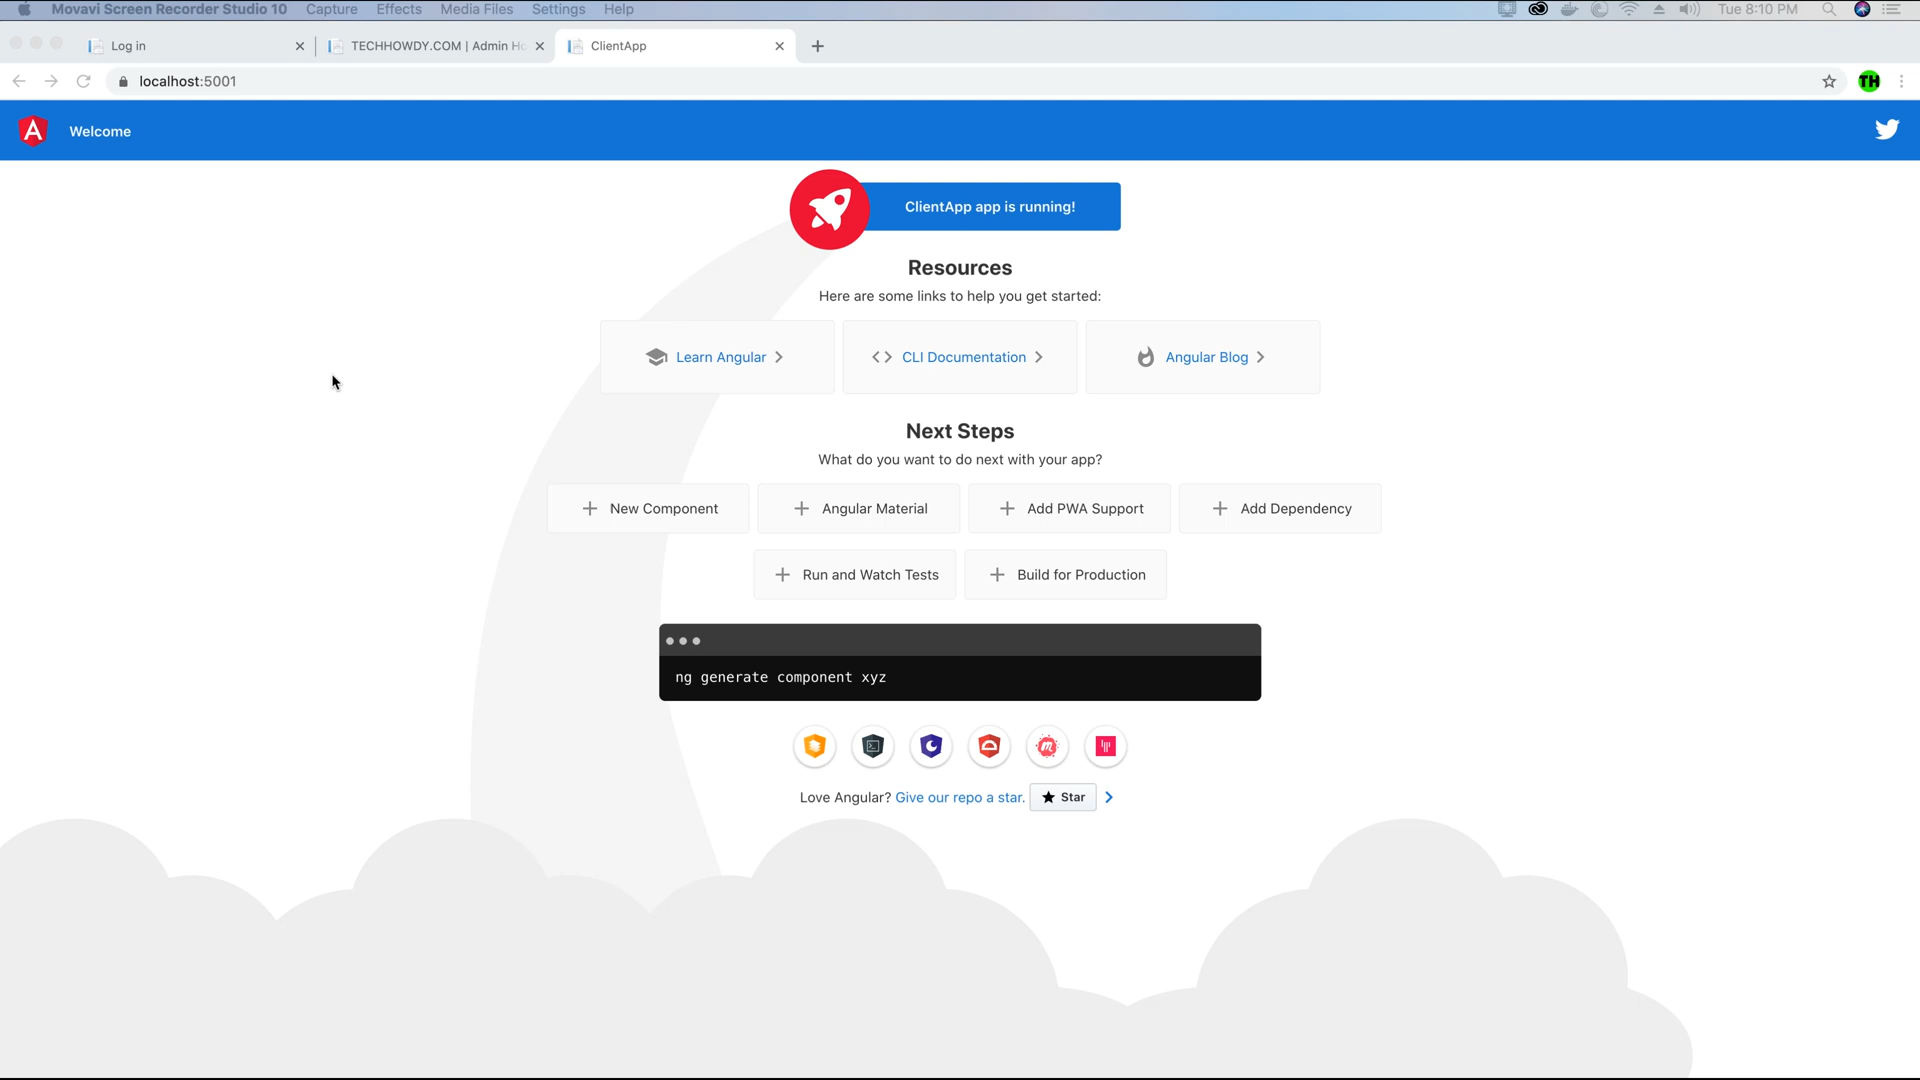 Movavi Screen Recorder Studio 10 Capture Effects Media Files Settings Help Tue 8:10 PM
Log in TECHHOWDY.COM | Admin Ho ClientApp
localhost:5001 TH
Welcome
ClientApp app is running!
Resources
Here are some links to help you get started:
Learn Angular CLI Documentation Angular Blog
Next Steps
What do you want to do next with your app?
New Component Angular Material Add PWA Support Add Dependency
Run and Watch Tests Build for Production
ng generate component xyz
Love Angular? Give our repo a star. Star